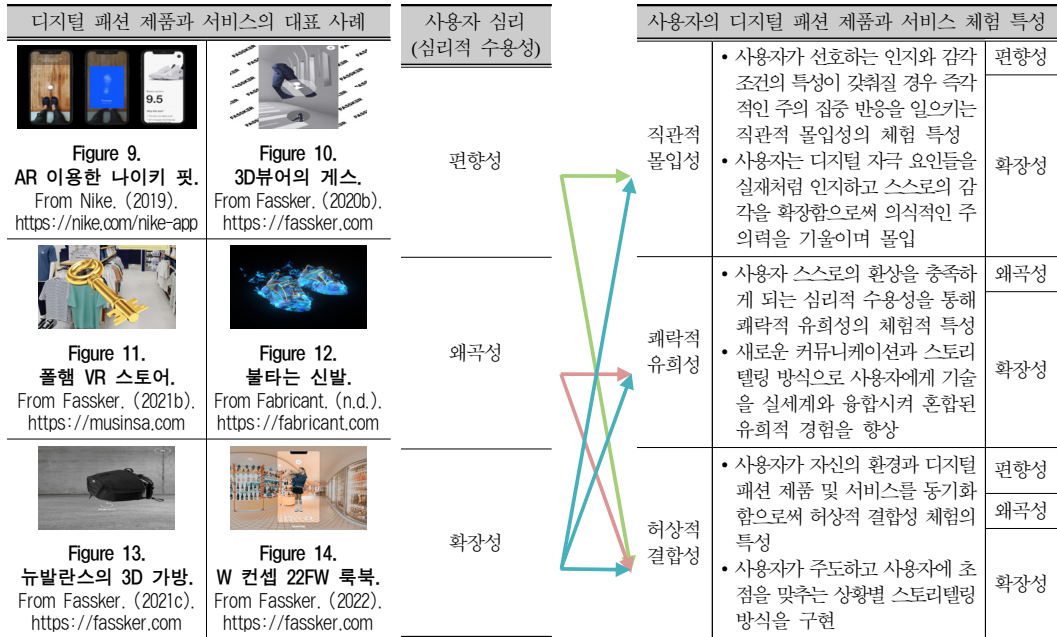 디지털 패션 제품과 서비스의 대표 사례
9.5
FASSKER
Figure 9.
AR 이용한 나이키 핏.
From Nike. (2019).
https://nike.com/nike-app
Figure 10.
3D뷰어의 게스.
From Fassker. (2020b).
https://fassker.com
Figure 11.
폴햄 VR 스토어.
From Fassker. (2021b).
https://musinsa.com
Figure 12.
불타는 신발.
From Fabricant. (n.d.).
https://fabricant.com
Figure 13.
뉴발란스의 3D 가방.
From Fassker. (2021c).
https://fassker.com
Figure 14.
W 컨셉 22FW 룩북.
From Fassker. (2022).
https://fassker.com
사용자 심리
(심리적 수용성)
편향성
왜곡성
확장성
사용자의 디지털 패션 제품과 서비스 체험 특성
직관적
몰입성
• 사용자가 선호하는 인지와 감각
조건의 특성이 갖춰질 경우 즉각
적인 주의 집중 반응을 일으키는
직관적 몰입성의 체험 특성
• 사용자는 디지털 자극 요인들을
실재처럼 인지하고 스스로의 감
각을 확장함으로써 의식적인 주
의력을 기울이며 몰입
편향성
확장성
쾌락적
유희성
• 사용자 스스로의 환상을 충족하
게 되는 심리적 수용성을 통해
쾌락적 유희성의 체험적 특성
• 새로운 커뮤니케이션과 스토리
텔링 방식으로 사용자에게 기술
을 실세계와 융합시켜 혼합된
유희적 경험을 향상
왜곡성
확장성
허상적
결합성
• 사용자가 자신의 환경과 디지털
패션 제품 및 서비스를 동기화
함으로써 허상적 결합성 체험의
특성
• 사용자가 주도하고 사용자에 초
점을 맞추는 상황별 스토리텔링
방식을 구현
편향성
왜곡성
확장성